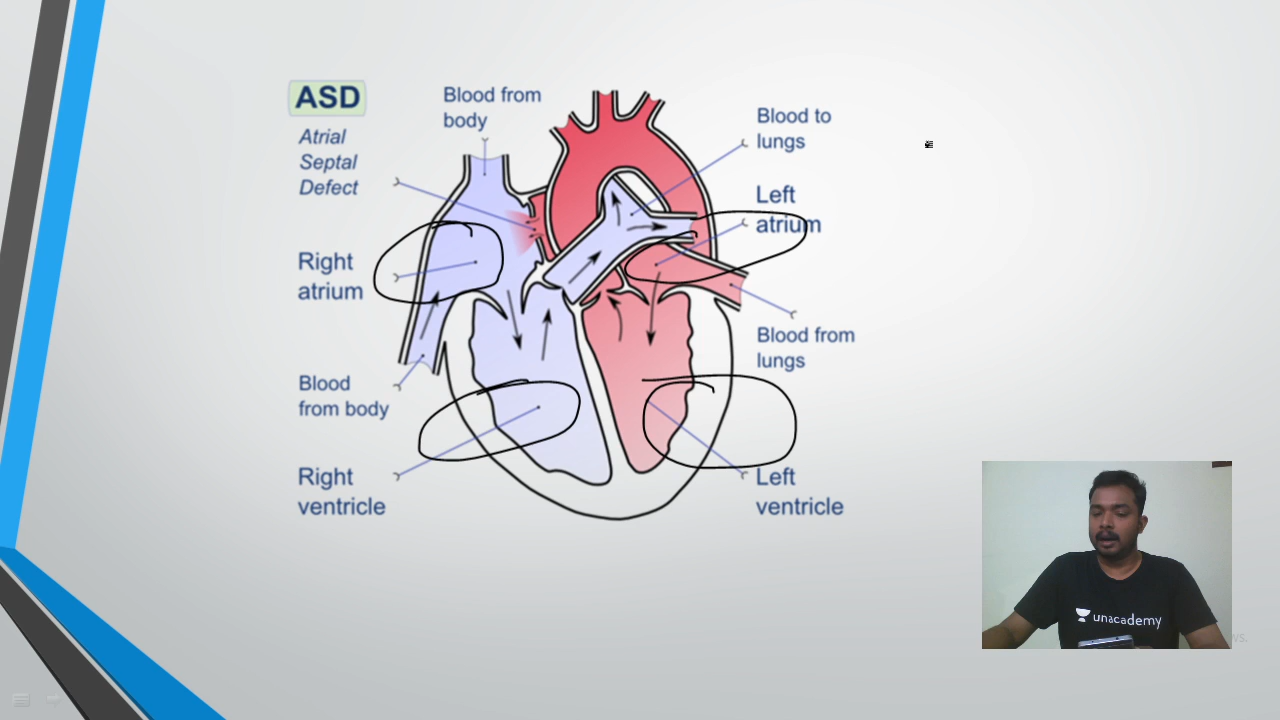 ASD
Atrial
Septal
Defect
Blood from
body
Blood to
lungs
Left
atrium
Right
atrium
Blood from
lungs
Blood
from body
Right
ventricle
Left
ventricle
unacademy
ws.